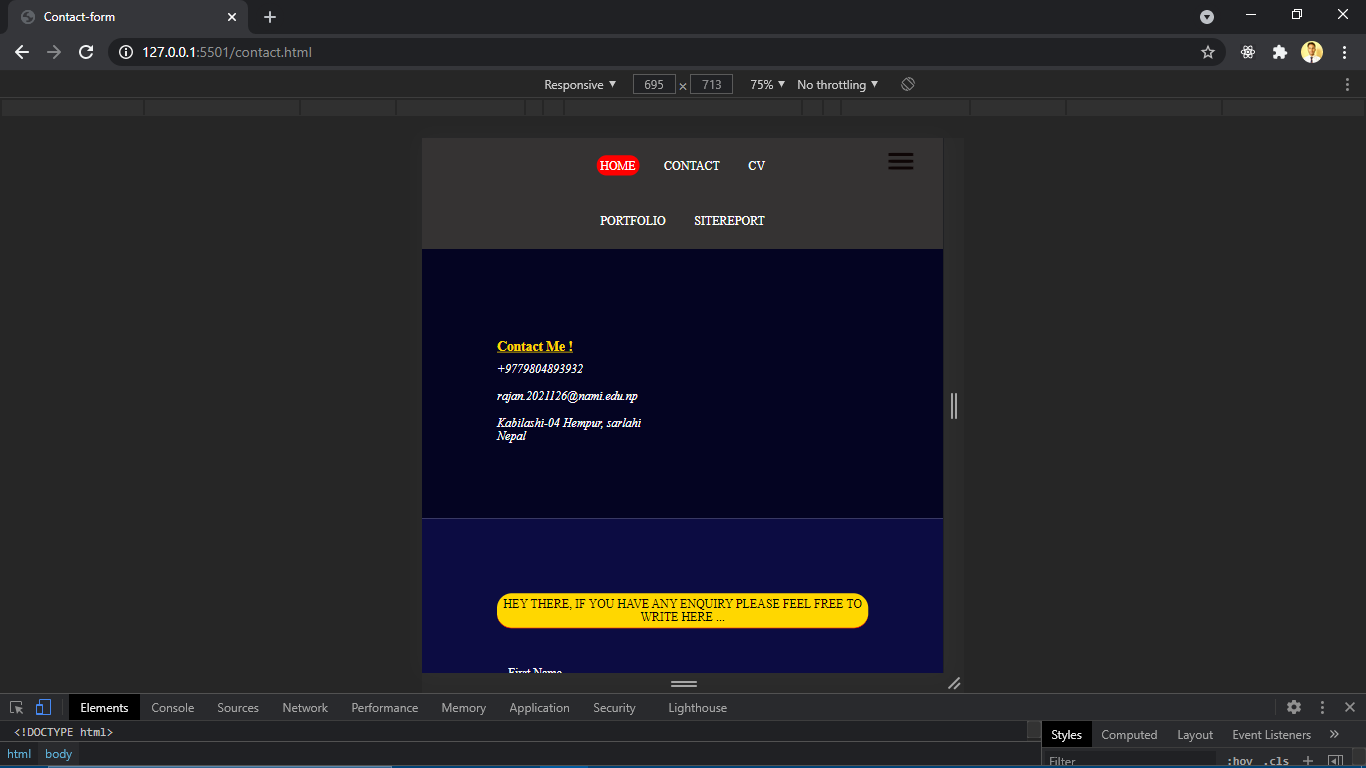 Contact-form
127.0.0.1:5501/contact.html
Responsive 695 × 713 75% No throttling
HOME CONTACT CV
PORTFOLIO SITEREPORT
Contact Me !
+9779804893932
rajan.2021126@nami.edu.np
Kabilashi-04 Hempur, sarlahi
Nepal
HEY THERE, IF YOU HAVE ANY ENQUIRY PLEASE FEEL FREE TO
WRITE HERE ...
First Name
Elements Console Sources Network Performance Memory Application Security Lighthouse
<!DOCTYPE html>
Styles Computed Layout Event Listeners »
html body
Filter :hov .cls +